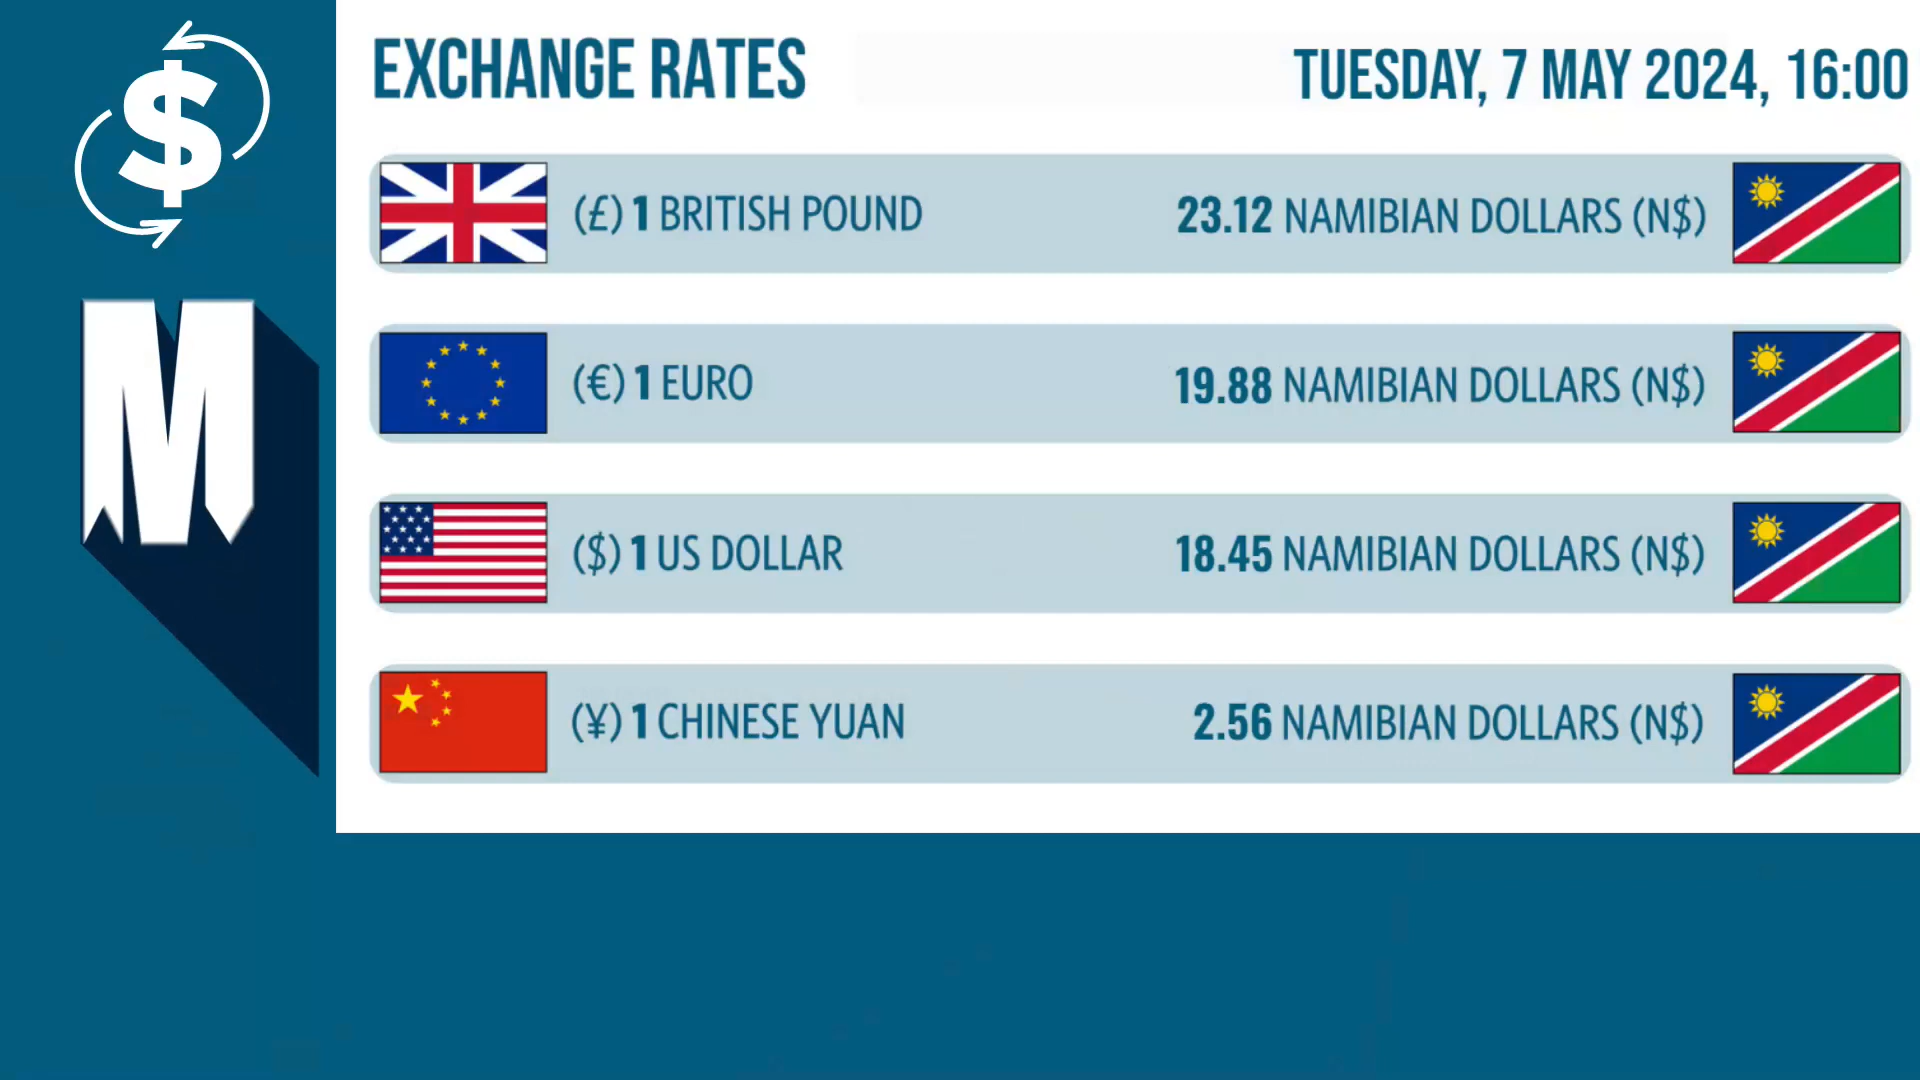 EXCHANGE RATES
TUESDAY, 7 MAY 2024, 16:00
$
M
(£) 1 BRITISH POUND 23.12 NAMIBIAN DOLLARS (N$)
(€) 1 EURO 19.88 NAMIBIAN DOLLARS (N$)
($) 1 US DOLLAR 18.45 NAMIBIAN DOLLARS (N$)
(¥) 1 CHINESE YUAN 2.56 NAMIBIAN DOLLARS (N$)